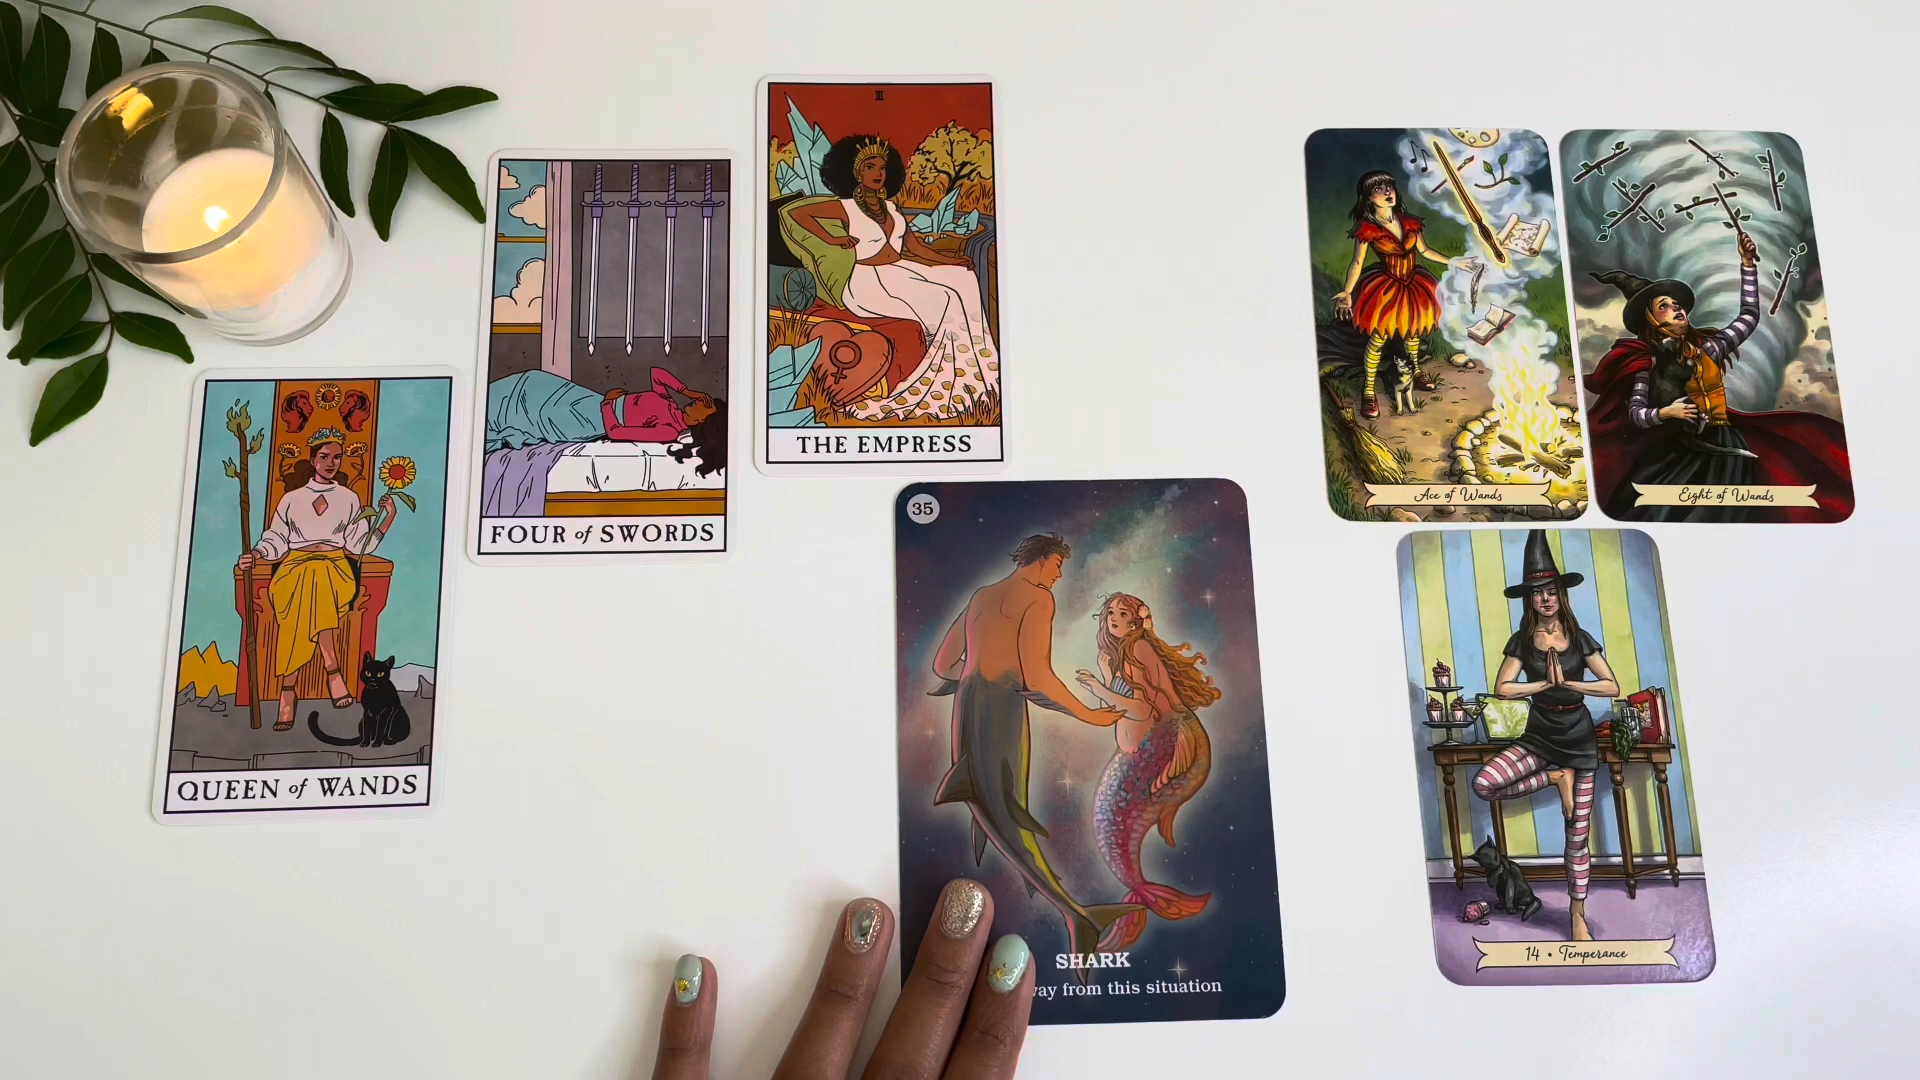 III
THE EMPRESS
FOUR of SWORDS
QUEEN of WANDS
35
SHARK
from this situation
Ace of Wands
Eight of Wands
14 • Temperance